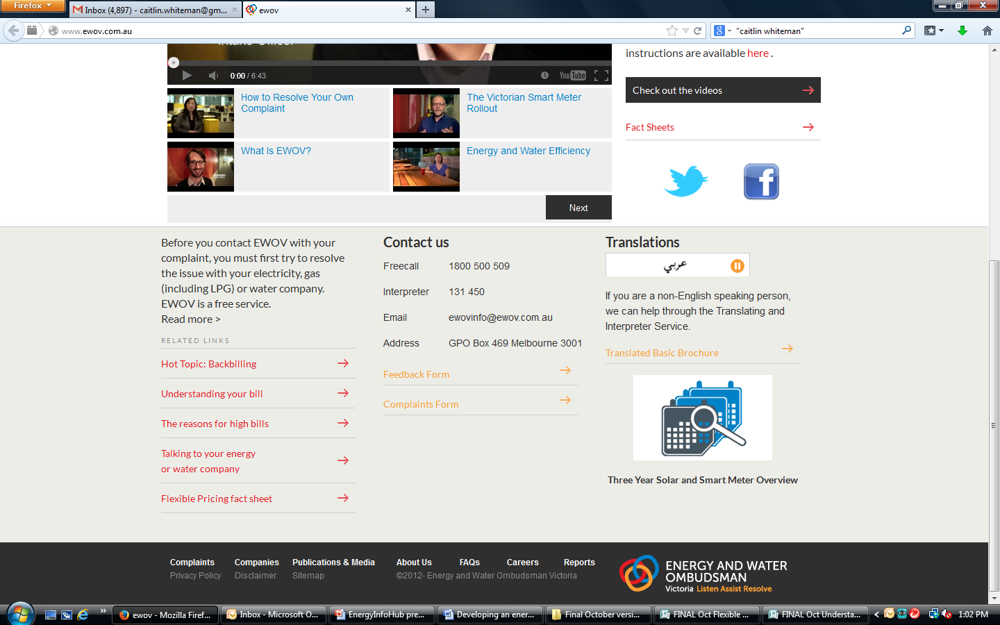 Firefox
Inbox (4,897) - caitlin.whiteman@gm...
ewov
www.ewov.com.au
"caitlin whiteman"
Intake Officer
0:00 / 6:43
YouTube
How to Resolve Your Own
Complaint
The Victorian Smart Meter
Rollout
What Is EWOV?
Energy and Water Efficiency
Next
instructions are available here .
Check out the videos
Fact Sheets
Before you contact EWOV with your
complaint, you must first try to resolve
the issue with your electricity, gas
(including LPG) or water company.
EWOV is a free service.
Read more >
RELATED LINKS
Hot Topic: Backbilling
Understanding your bill
The reasons for high bills
Talking to your energy
or water company
Flexible Pricing fact sheet
Contact us
Freecall 1800 500 509
Interpreter 131 450
Email ewovinfo@ewov.com.au
Address GPO Box 469 Melbourne 3001
Feedback Form
Complaints Form
Translations
عربي
If you are a non-English speaking person,
we can help through the Translating and
Interpreter Service.
Translated Basic Brochure
Three Year Solar and Smart Meter Overview
Complaints Companies Publications & Media About Us FAQs Careers Reports
Privacy Policy Disclaimer Sitemap ©2012- Energy and Water Ombudsman Victoria
ENERGY AND WATER
OMBUDSMAN
Victoria Listen Assist Resolve
ewov - Mozilla Firef...
Inbox - Microsoft O...
EnergyInfoHub pre...
Developing an ener...
Final October versi...
FINAL Oct Flexible ...
FINAL Oct Understa...
1:02 PM